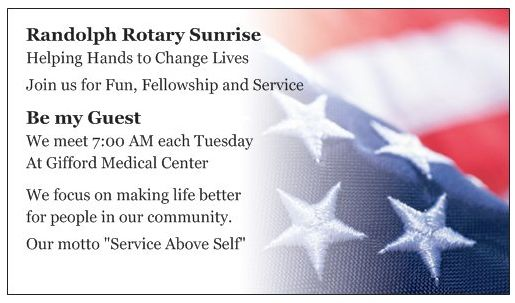 Randolph Rotary Sunrise
Helping Hands to Change Lives
Join us for Fun, Fellowship and Service
Be my Guest
We meet 7:00 AM each Tuesday
At Gifford Medical Center
We focus on making life better
for people in our community.
Our motto "Service Above Self"